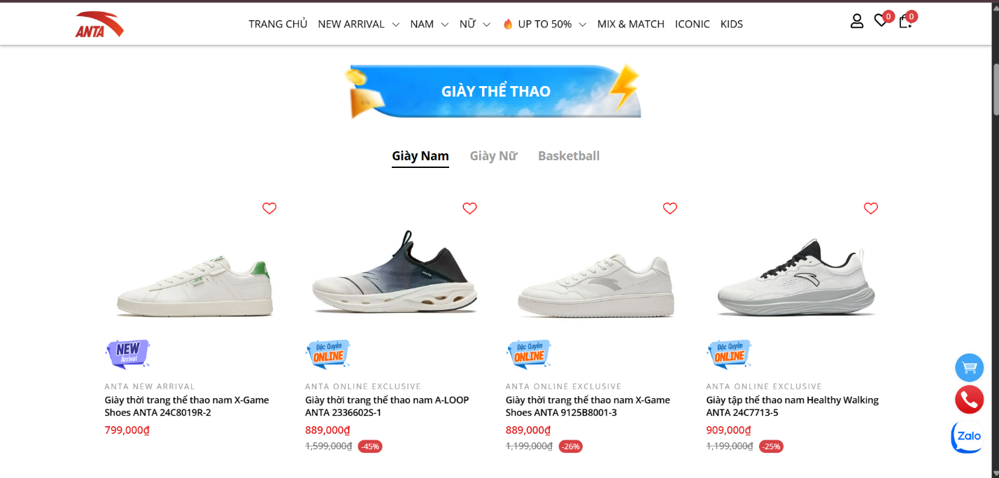 ANTA
TRANG CHỦ NEW ARRIVAL NAM NỮ UP TO 50% MIX & MATCH ICONIC KIDS
0 0
GIÀY THỂ THAO
Giày Nam Giày Nữ Basketball
NEW Arrival
Độc Quyền ONLINE
Độc Quyền ONLINE
Độc Quyền ONLINE
ANTA NEW ARRIVAL
Giày thời trang thể thao nam X-Game
Shoes ANTA 24C8019R-2
799,000₫
ANTA ONLINE EXCLUSIVE
Giày thời trang thể thao nam A-LOOP
ANTA 2336602S-1
889,000₫
1,599,000₫ -45%
ANTA ONLINE EXCLUSIVE
Giày thời trang thể thao nam X-Game
Shoes ANTA 9125B8001-3
889,000₫
1,199,000₫ -26%
ANTA ONLINE EXCLUSIVE
Giày tập thể thao nam Healthy Walking
ANTA 24C7713-5
909,000₫
1,199,000₫ -25%
Zalo